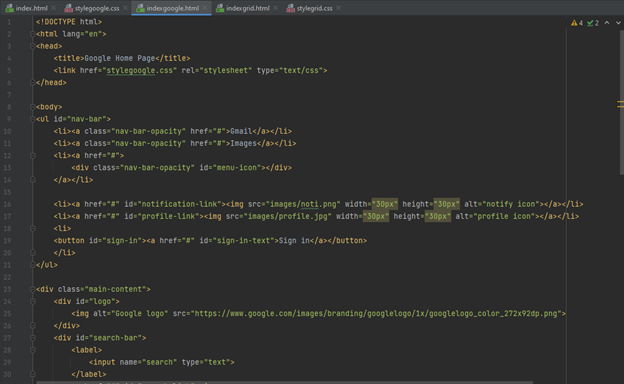 index.html stylegoogle.css indexgoogle.html indexgrid.html stylegrid.css
1 <!DOCTYPE html> 4 2
2 <html lang="en">
3 <head>
4 <title>Google Home Page</title>
5 <link href="stylegoogle.css" rel="stylesheet" type="text/css">
6 </head>
7
8 <body>
9 <ul id="nav-bar">
10 <li><a class="nav-bar-opacity" href="#">Gmail</a></li>
11 <li><a class="nav-bar-opacity" href="#">Images</a></li>
12 <li><a href="#">
13 <div class="nav-bar-opacity" id="menu-icon"></div>
14 </a></li>
15
16 <li><a href="#" id="notification-link"><img src="images/noti.png" width="30px" height="30px" alt="notify icon"></a></li>
17 <li><a href="#" id="profile-link"><img src="images/profile.jpg" width="30px" height="30px" alt="profile icon"></a></li>
18 <li>
19 <button id="sign-in"><a href="#" id="sign-in-text">Sign in</a></button>
20 </li>
21 </ul>
22
23 <div class="main-content">
24 <div id="logo">
25 <img alt="Google logo" src="https://www.google.com/images/branding/googlelogo/1x/googlelogo_color_272x92dp.png">
26 </div>
27 <div id="search-bar">
28 <label>
29 <input name="search" type="text">
30 </label>